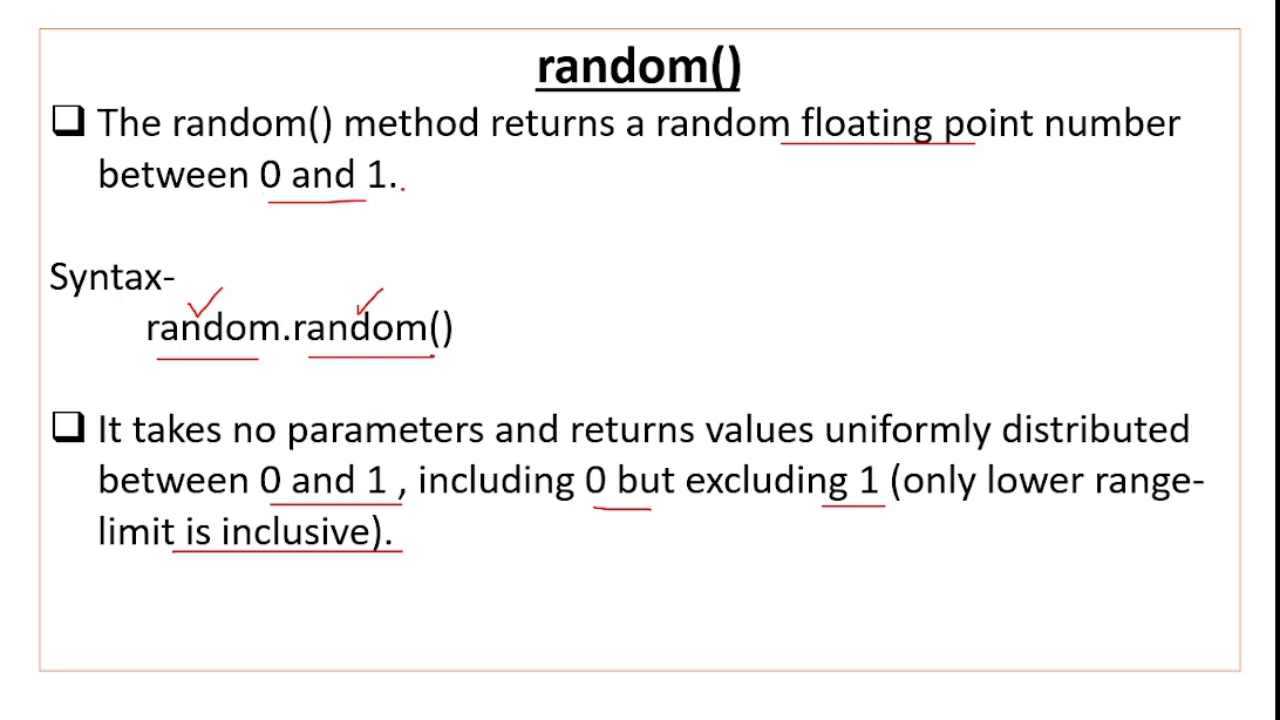 random()
The random() method returns a random floating point number
between 0 and 1.
Syntax-
random.random()
It takes no parameters and returns values uniformly distributed
between 0 and 1 , including 0 but excluding 1 (only lower range-
limit is inclusive).